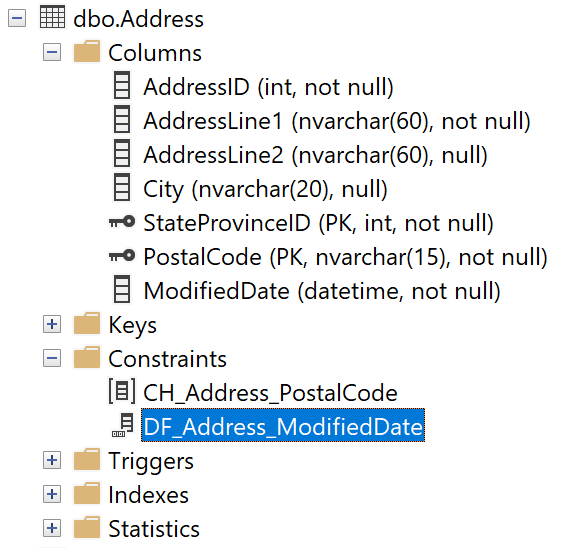 dbo.Address
Columns
AddressID (int, not null)
AddressLine1 (nvarchar(60), not null)
AddressLine2 (nvarchar(60), null)
City (nvarchar(20), null)
StateProvinceID (PK, int, not null)
PostalCode (PK, nvarchar(15), not null)
ModifiedDate (datetime, not null)
Keys
Constraints
CH_Address_PostalCode
DF_Address_ModifiedDate
Triggers
Indexes
Statistics